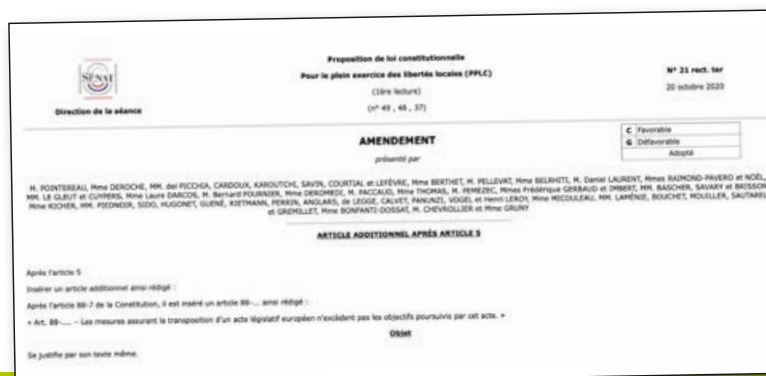 SÉNAT
Direction de la séance
Proposition de loi constitutionnelle
Pour le plein exercice des libertés locales (PPLC)
(1ère lecture)
(n° 49 , 48 , 37)
N° 21 rect. ter
20 octobre 2020
AMENDEMENT
présenté par
C Favorable
G Défavorable
Adopté
M. POINTEREAU, Mme DEROCHE, MM. del PICCHIA, CARDOUX, KAROUTCHI, SAVIN, COURTIAL et LEFÈVRE, Mme BERTHET, M. PELLEVAT, Mme BELRHITI, M. Daniel LAURENT, Mmes RAIMOND-PAVERO et NOËL,
MM. LE GLEUT et CUYPERS, Mme Laure DARCOS, M. Bernard FOURNIER, Mme DEROMEDI, M. PACCAUD, Mme THOMAS, M. PEMEZEC, Mmes Frédérique GERBAUD et IMBERT, MM. BASCHER, SAVARY et BRISSON,
Mme RICHER, MM. PIEDNOIR, SIDO, HUGONET, GUENÉ, RIETMANN, PERRIN, ANGLARS, de LEGGE, CALVET, PANUNZI, VOGEL et Henri LEROY, Mme MICOULEAU, MM. LAMÉNIE, BOUCHET, MOUILLER, SAUTAREL
et GREMILLET, Mme BONFANTI-DOSSAT, M. CHEVROLLIER et Mme GRUNY
ARTICLE ADDITIONNEL APRÈS ARTICLE 5
Après l'article 5
Insérer un article additionnel ainsi rédigé :
Après l'article 88-7 de la Constitution, il est inséré un article 88-... ainsi rédigé :
« Art. 88-.... – Les mesures assurant la transposition d'un acte législatif européen n'excèdent pas les objectifs poursuivis par cet acte. »
Objet
Se justifie par son texte même.